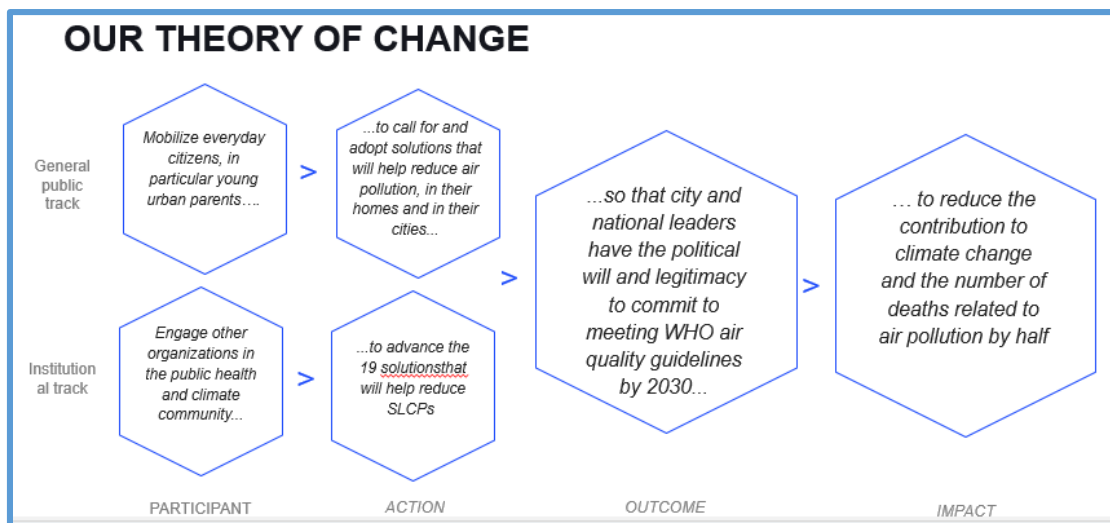 OUR THEORY OF CHANGE
General
public
track
Mobilize everyday
citizens, in
particular young
urban parents….
>
...to call for and
adopt solutions that
will help reduce air
pollution, in their
homes and in their
cities...
Institution
al track
Engage other
organizations in
the public health
and climate
community...
>
...to advance the
19 solutionsthat
will help reduce
SLCPs
>
...so that city and
national leaders
have the political
will and legitimacy
to commit to
meeting WHO air
quality guidelines
by 2030...
>
… to reduce the
contribution to
climate change
and the number of
deaths related to
air pollution by half
PARTICIPANT
ACTION
OUTCOME
IMPACT